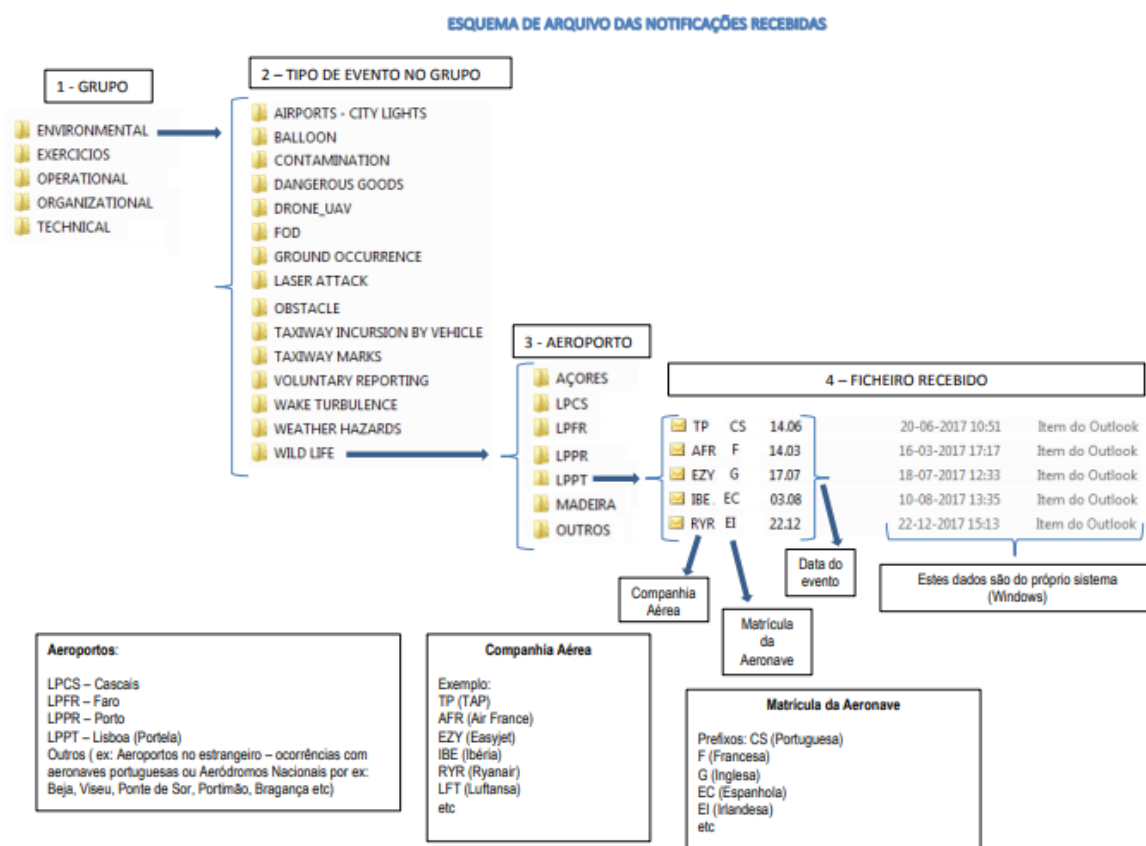 ESQUEMA DE ARQUIVO DAS NOTIFICAÇÕES RECEBIDAS
1 - GRUPO
ENVIRONMENTAL
EXERCICIOS
OPERATIONAL
ORGANIZATIONAL
TECHNICAL
2 – TIPO DE EVENTO NO GRUPO
AIRPORTS - CITY LIGHTS
BALLOON
CONTAMINATION
DANGEROUS GOODS
DRONE_UAV
FOD
GROUND OCCURRENCE
LASER ATTACK
OBSTACLE
TAXIWAY INCURSION BY VEHICLE
TAXIWAY MARKS
VOLUNTARY REPORTING
WAKE TURBULENCE
WEATHER HAZARDS
WILD LIFE
3 - AEROPORTO
AÇORES
LPCS
LPFR
LPPR
LPPT
MADEIRA
OUTROS
4 – FICHEIRO RECEBIDO
TP CS 14.06 20-06-2017 10:51 Item do Outlook
AFR F 14.03 16-03-2017 17:17 Item do Outlook
EZY G 17.07 18-07-2017 12:33 Item do Outlook
IBE EC 03.08 10-08-2017 13:35 Item do Outlook
RYR EI 22.12 22-12-2017 15:13 Item do Outlook
Companhia
Aérea
Matrícula
da
Aeronave
Data do
evento
Estes dados são do próprio sistema
(Windows)
Aeroportos:
LPCS – Cascais
LPFR – Faro
LPPR – Porto
LPPT – Lisboa (Portela)
Outros ( ex: Aeroportos no estrangeiro – ocorrências com
aeronaves portuguesas ou Aeródromos Nacionais por ex:
Beja, Viseu, Ponte de Sor, Portimão, Bragança etc)
Companhia Aérea
Exemplo:
TP (TAP)
AFR (Air France)
EZY (Easyjet)
IBE (Ibéria)
RYR (Ryanair)
LFT (Luftansa)
etc
Matrícula da Aeronave
Prefixos: CS (Portuguesa)
F (Francesa)
G (Inglesa)
EC (Espanhola)
EI (Irlandesa)
etc